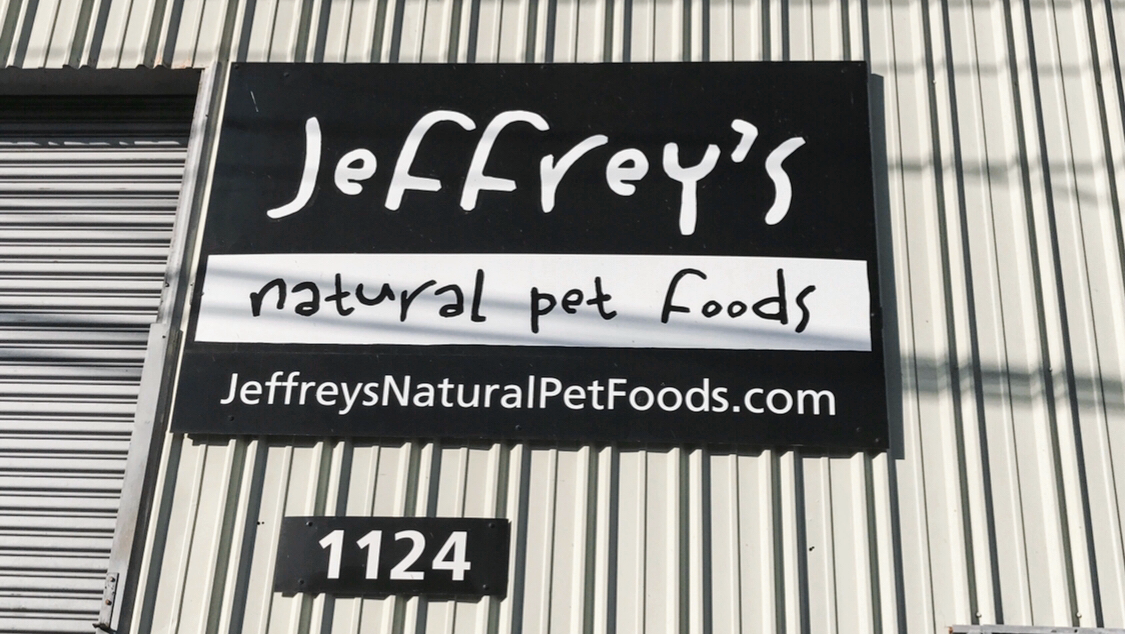 Jeffrey's
natural pet foods
JeffreysNaturalPetFoods.com
1124